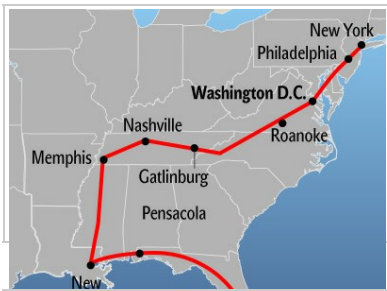 New York
Philadelphia
Washington D.C.
Nashville
Roanoke
Memphis
Gatlinburg
Pensacola
New